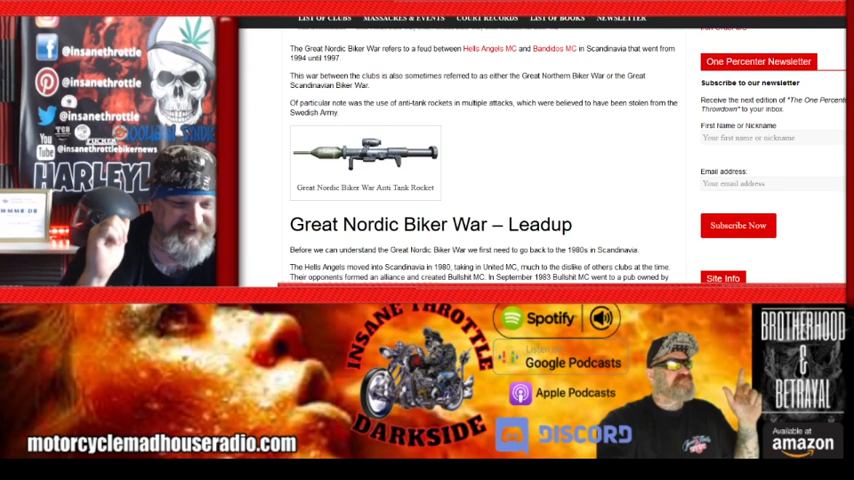 LIST OF CLUBS MASSACRES & EVENTS COURT RECORDS LIST OF BOOKS NEWSLETTER
@insanethrottle
@insanethrottle
@insanethrottle
You
Tube
@insanethrottlebikernews
HARLEY
The Great Nordic Biker War refers to a feud between Hells Angels MC and Bandidos MC in Scandinavia that went from
1994 until 1997.
This war between the clubs is also sometimes referred to as either the Great Northern Biker War or the Great
Scandinavian Biker War.
Of particular note was the use of anti-tank rockets in multiple attacks, which were believed to have been stolen from the
Swedish Army.
Great Nordic Biker War Anti Tank Rocket
Great Nordic Biker War – Leadup
Before we can understand the Great Nordic Biker War we first need to go back to the 1980s in Scandinavia.
The Hells Angels moved into Scandinavia in 1980, taking in United MC, much to the dislike of others clubs at the time.
Their opponents formed an alliance and created Bullshit MC. In September 1983 Bullshit MC went to a pub owned by
One Percenter Newsletter
Subscribe to our newsletter
Receive the next edition of "The One Percent
Throwdown" to your inbox.
First Name or Nickname
Your first name or nickname
Email address:
Your email address
Subscribe Now
Site Info
INSANE THROTTLE
DARKSIDE
motorcyclemadhouseradio.com
Spotify
Listen on
Google Podcasts
Apple Podcasts
DISCORD
BROTHERHOOD
&
BETRAYAL
Available at
amazon